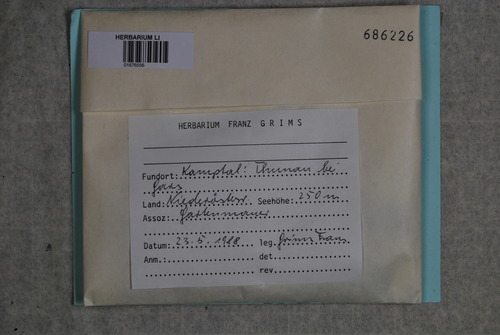 HERBARIUM LI
686226
HERBARIUM FRANZ GRIMS
Fundort: Kamptal: Thunau bei
Gars
Land: Niederösterr Seehöhe: 250 m
Assoz: Gartenmauer
Datum: 23.5.1988 leg. Grims Franz
Anm.: det
rev.